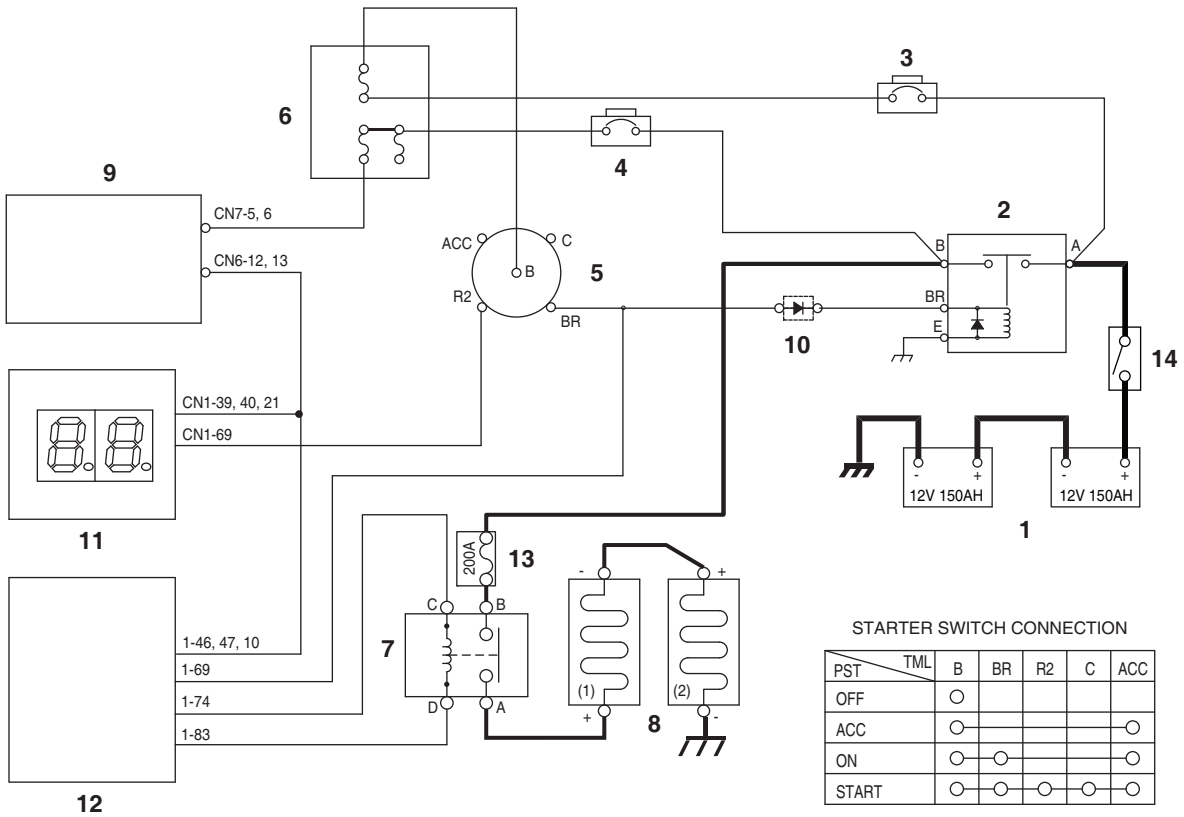 3
6
4
9
CN7-5, 6
2
ACC
C
B
A
CN6-12, 13
B
5
R2
BR
BR
E
10
14
CN1-39, 40, 21
CN1-69
- + - +
12V 150AH
12V 150AH
1
11
200A
13
- +
C
B
7
1-46, 47, 10
1-69
(1)
(2)
1-74
D
A
+ -
8
1-83
12
STARTER SWITCH CONNECTION
PST TML B BR R2 C ACC
OFF
ACC
ON
START